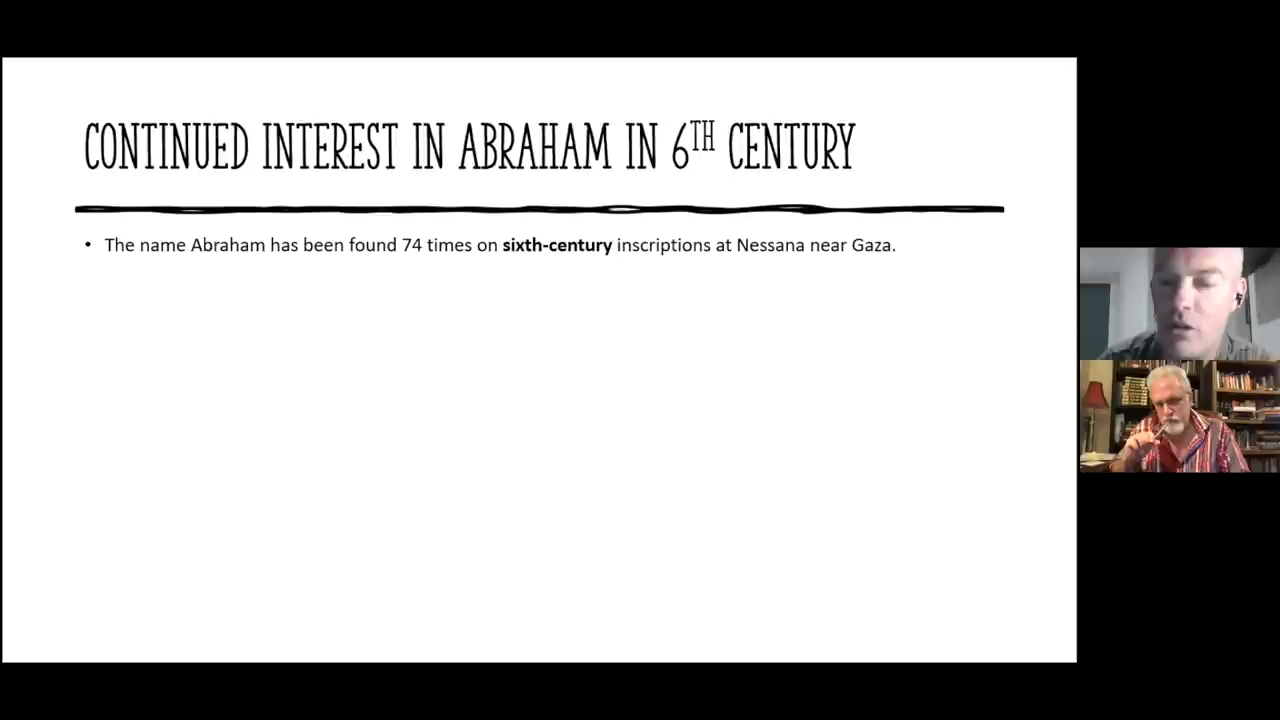 CONTINUED INTEREST IN ABRAHAM IN 6TH CENTURY
• The name Abraham has been found 74 times on sixth-century inscriptions at Nessana near Gaza.